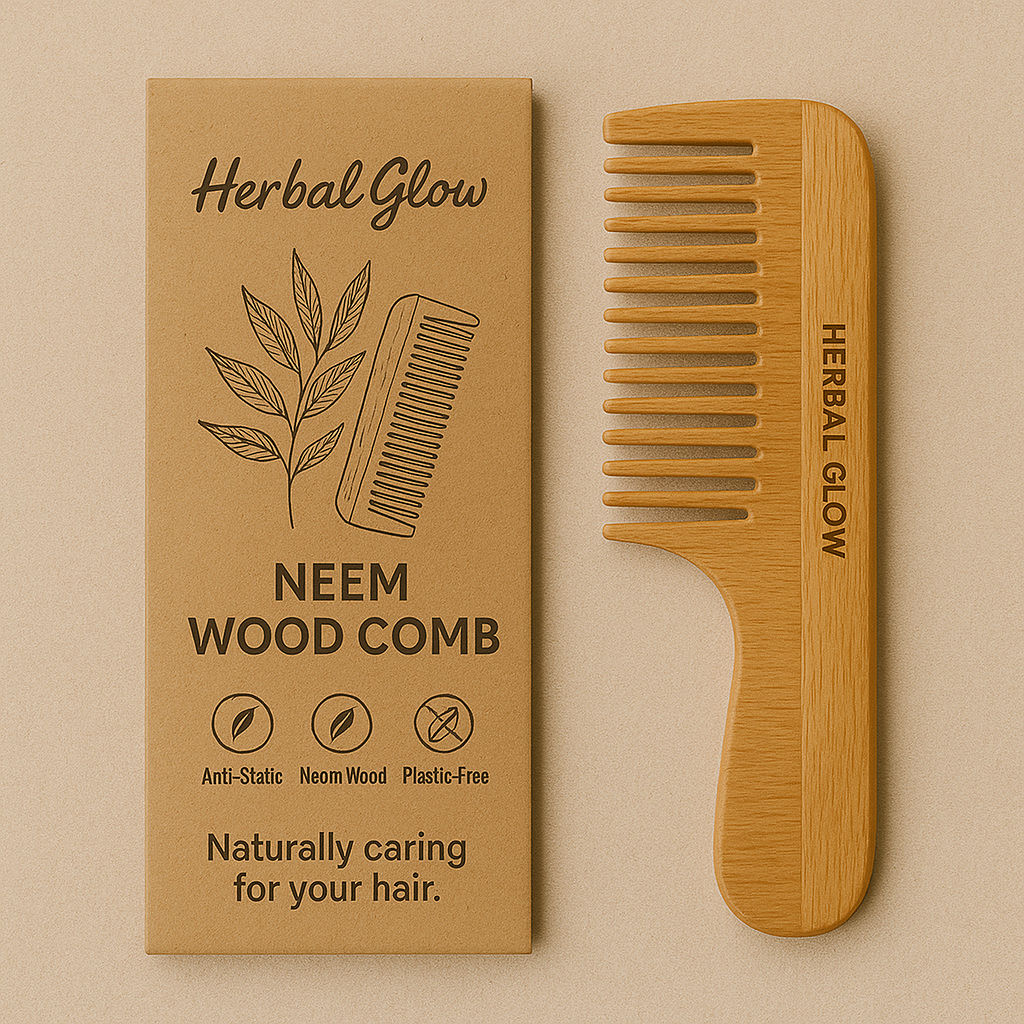 Herbal Glow
NEEM
WOOD COMB
Anti-Static Neom Wood Plastic-Free
Naturally caring
for your hair.
HERBAL GLOW